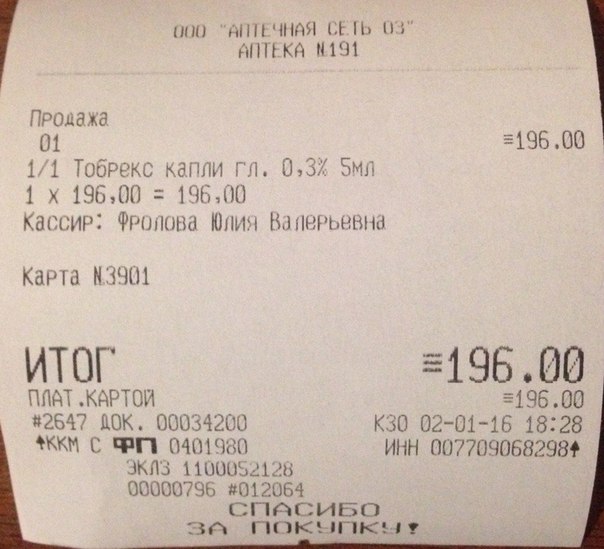 ООО "АПТЕЧНАЯ СЕТЬ 03"
АПТЕКА №191
Продажа
01 ≡196.00
1/1 Тобрекс капли гл. 0,3% 5мл
1 х 196,00 = 196,00
Кассир: Фролова Юлия Валерьевна
Карта №3901
ИТОГ ≡196.00
ПЛАТ.КАРТОЙ ≡196.00
#2647 ДОК. 00034200 К30 02-01-16 18:28
↑ККМ С ФП 0401980 ИНН 007709068298↑
ЭКЛЗ 1100052128
00000796 #012064
СПАСИБО
ЗА ПОКУПКУ!